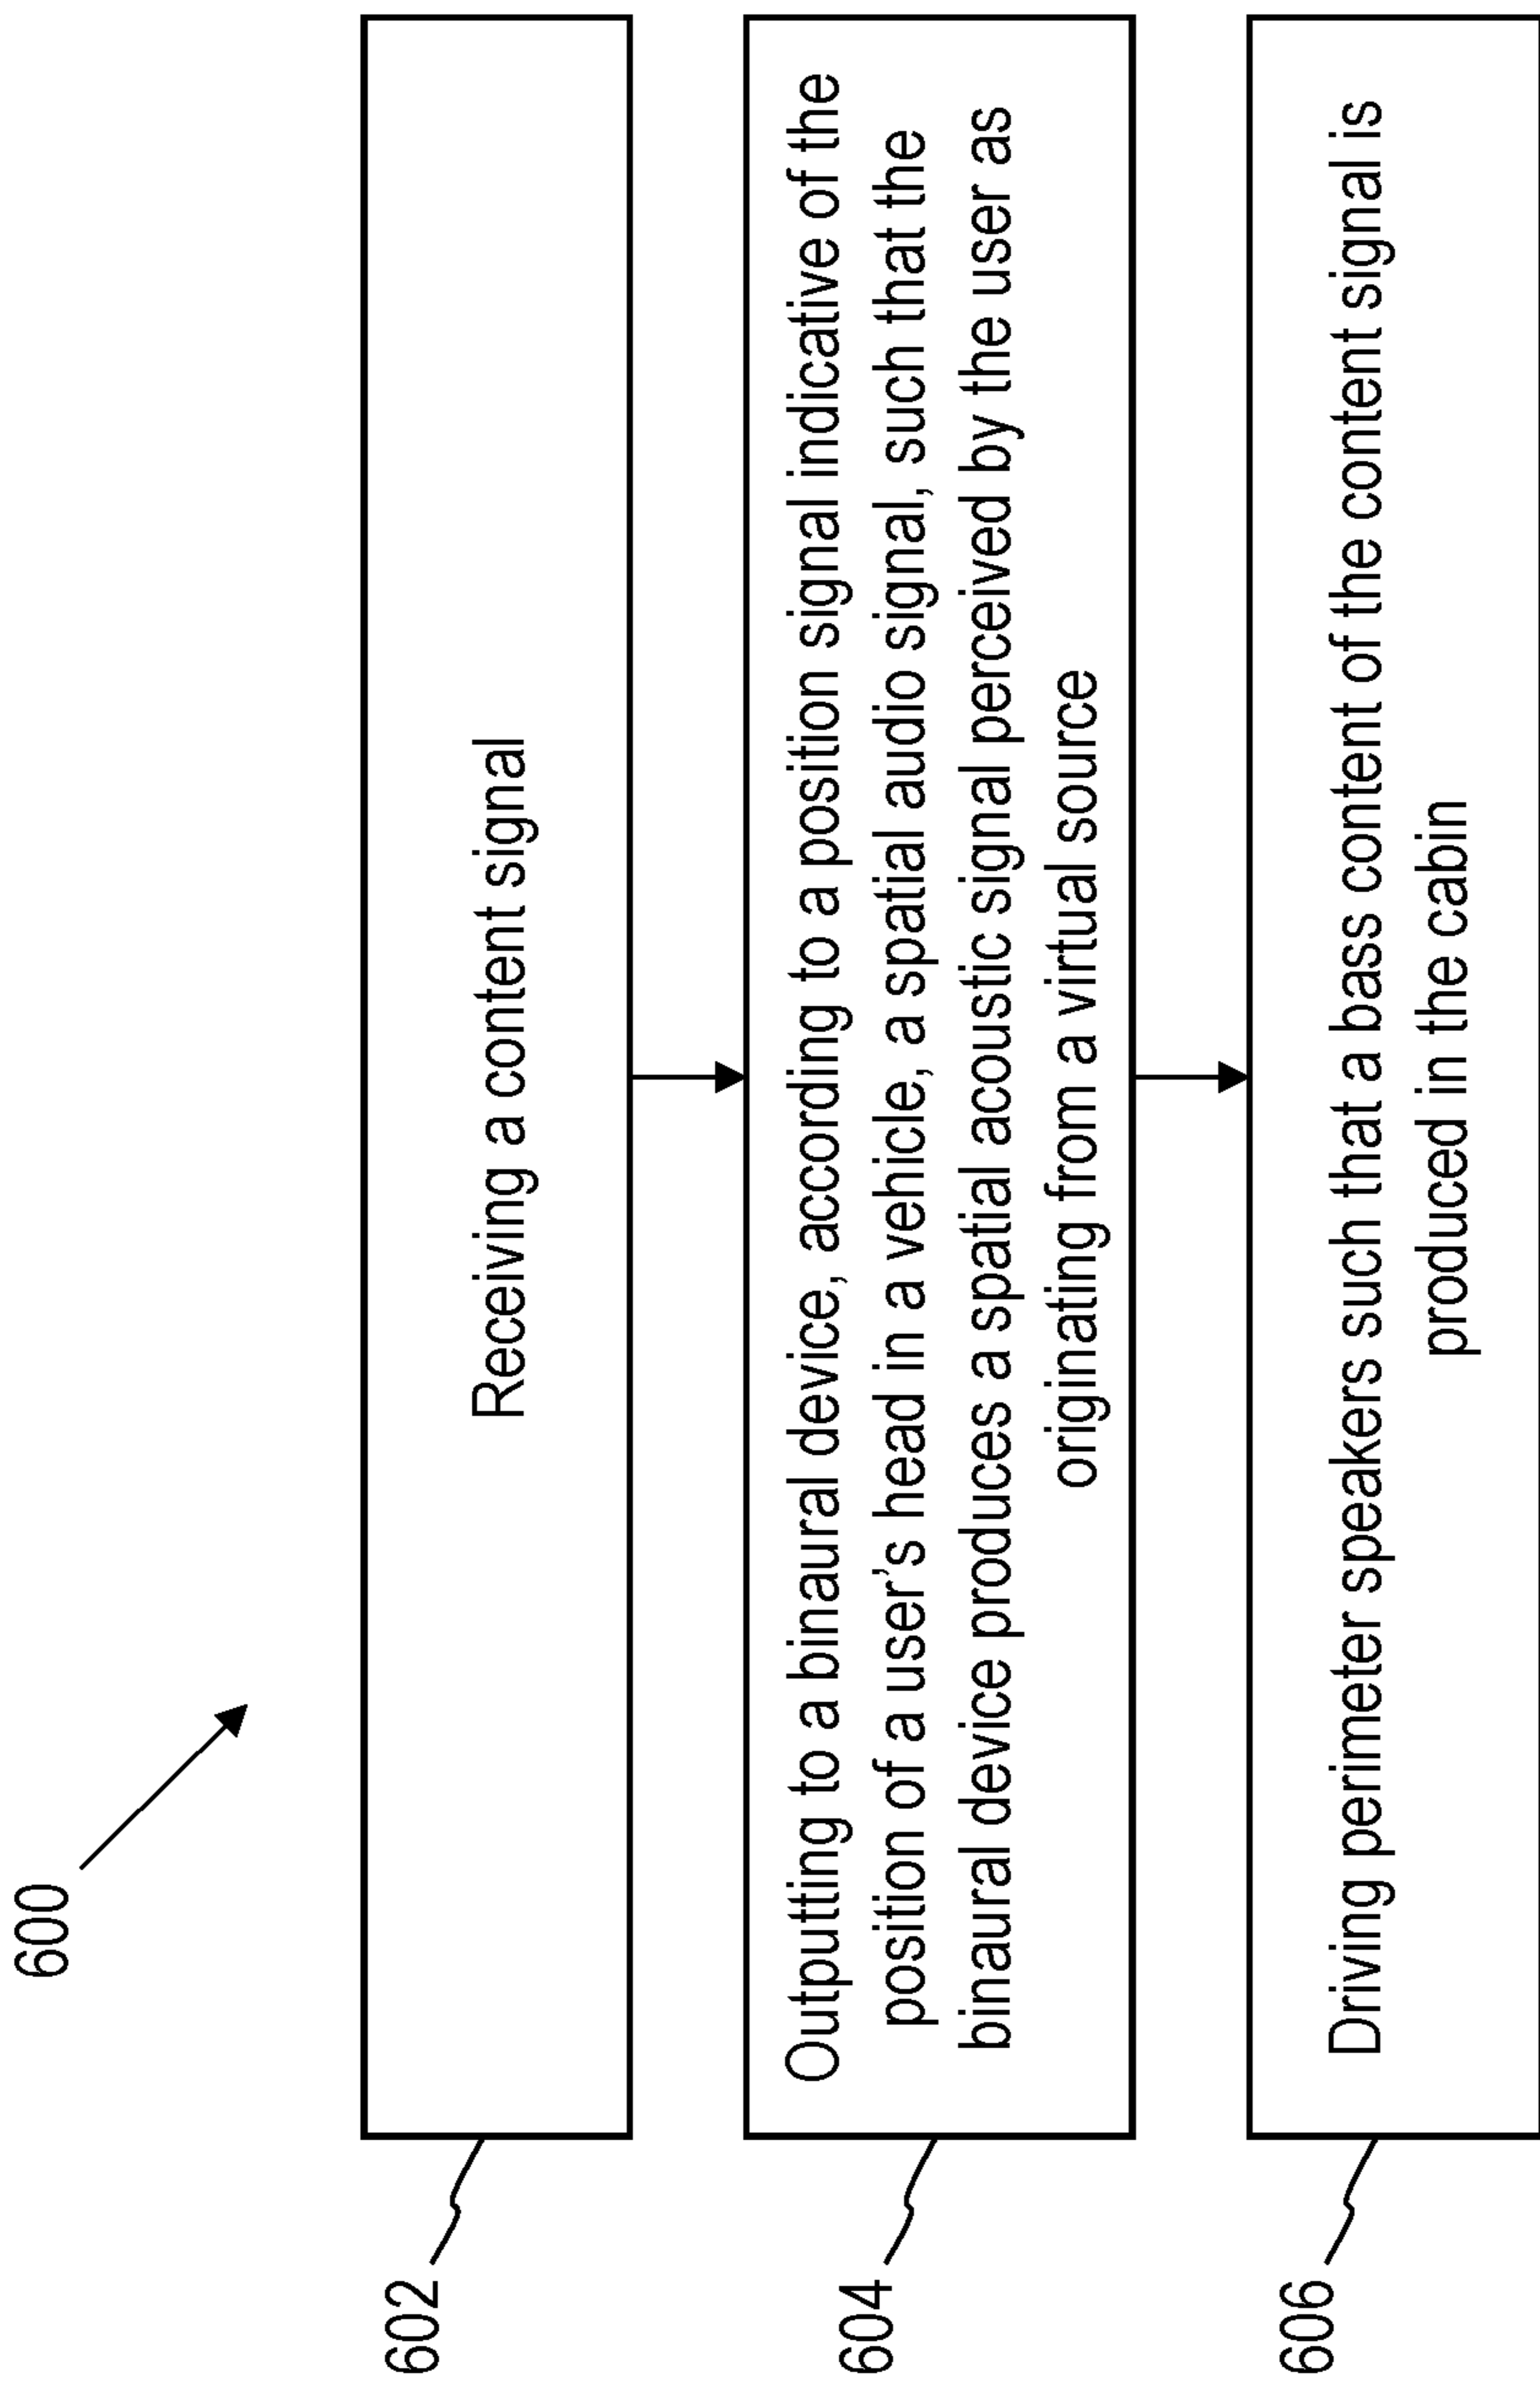 600
602
Receiving a content signal
604
Outputting to a binaural device, according to a position signal indicative of the
position of a user's head in a vehicle, a spatial audio signal, such that the
binaural device produces a spatial acoustic signal perceived by the user as
originating from a virtual source
606
Driving perimeter speakers such that a bass content of the content signal is
produced in the cabin